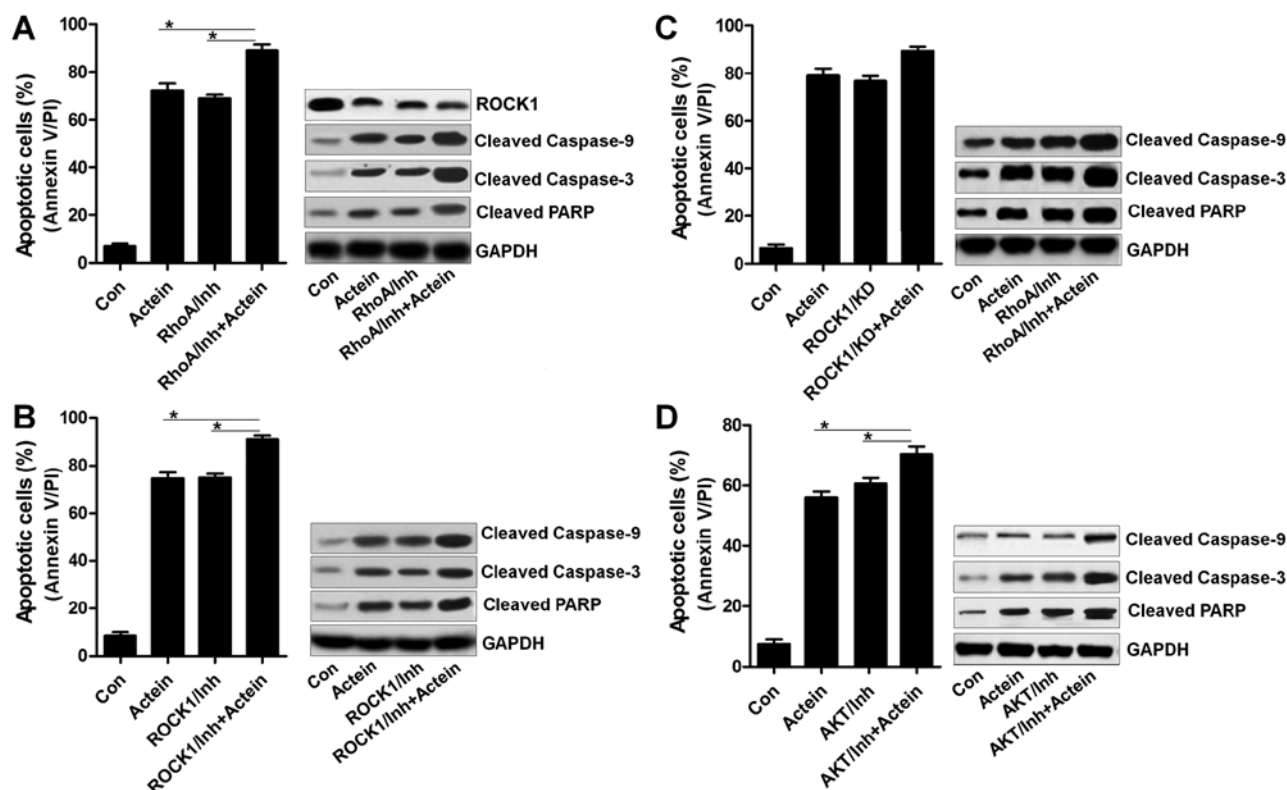 A
Apoptotic cells (%)
(Annexin V/PI)
100
80
60
40
20
0
* 
*
Con
Actein
RhoA/Inh
RhoA/Inh+Actein
ROCK1
Cleaved Caspase-9
Cleaved Caspase-3
Cleaved PARP
GAPDH
Con
Actein
RhoA/Inh
RhoA/Inh+Actein
B
Apoptotic cells (%)
(Annexin V/PI)
100
80
60
40
20
0
*
*
Con
Actein
ROCK1/Inh
ROCK1/Inh+Actein
Cleaved Caspase-9
Cleaved Caspase-3
Cleaved PARP
GAPDH
Con
Actein
ROCK1/Inh
ROCK1/Inh+Actein
C
Apoptotic cells (%)
(Annexin V/PI)
100
80
60
40
20
0
Con
Actein
ROCK1/KD
ROCK1/KD+Actein
Cleaved Caspase-9
Cleaved Caspase-3
Cleaved PARP
GAPDH
Con
Actein
RhoA/Inh
RhoA/Inh+Actein
D
Apoptotic cells (%)
(Annexin V/PI)
80
60
40
20
0
*
*
Con
Actein
AKT/Inh
AKT/Inh+Actein
Cleaved Caspase-9
Cleaved Caspase-3
Cleaved PARP
GAPDH
Con
Actein
AKT/Inh
AKT/Inh+Actein